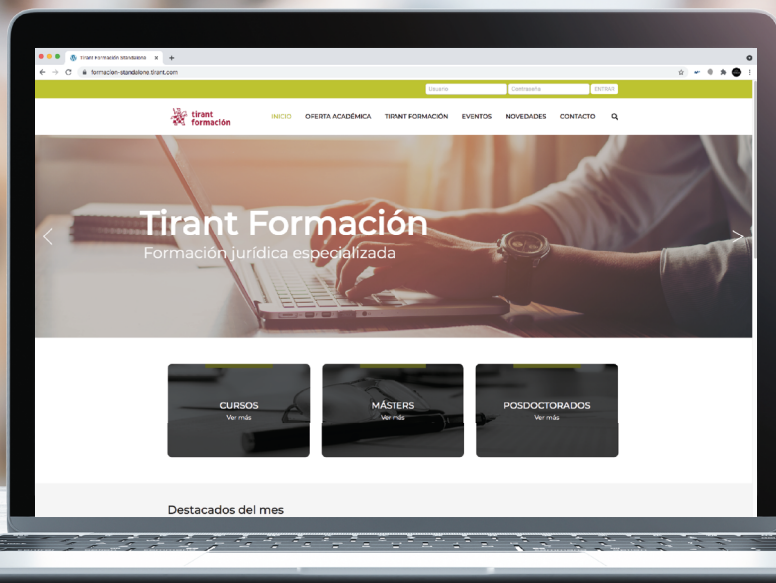 Tirant Formación Standalone
formacion-standalone.tirant.com
Usuario
Contraseña
ENTRAR
tirant
formación
INICIO
OFERTA ACADÉMICA
TIRANT FORMACIÓN
EVENTOS
NOVEDADES
CONTACTO
Tirant Formación
Formación jurídica especializada
CURSOS
Ver más
MÁSTERS
Ver más
POSDOCTORADOS
Ver más
Destacados del mes